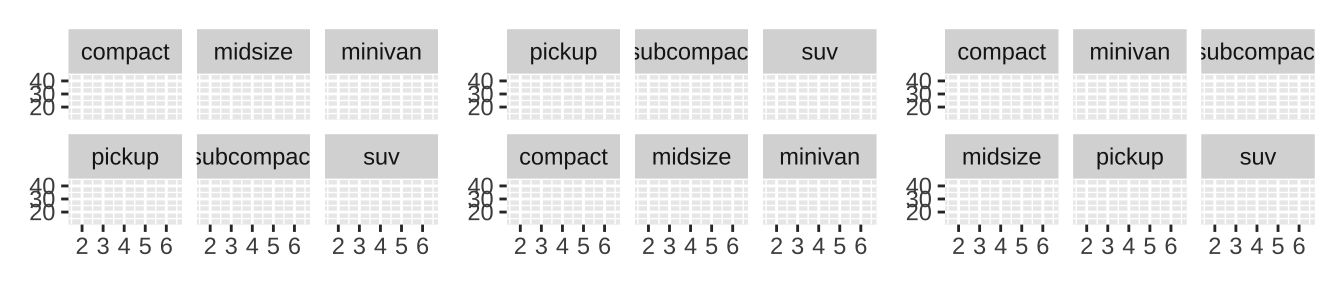 compact midsize minivan pickup subcompac suv compact minivan subcompac
40 40 40
30 30 30
20 20 20
pickup subcompac suv compact midsize minivan midsize pickup suv
40 40 40
30 30 30
20 20 20
2 3 4 5 6 2 3 4 5 6 2 3 4 5 6 2 3 4 5 6 2 3 4 5 6 2 3 4 5 6 2 3 4 5 6 2 3 4 5 6 2 3 4 5 6